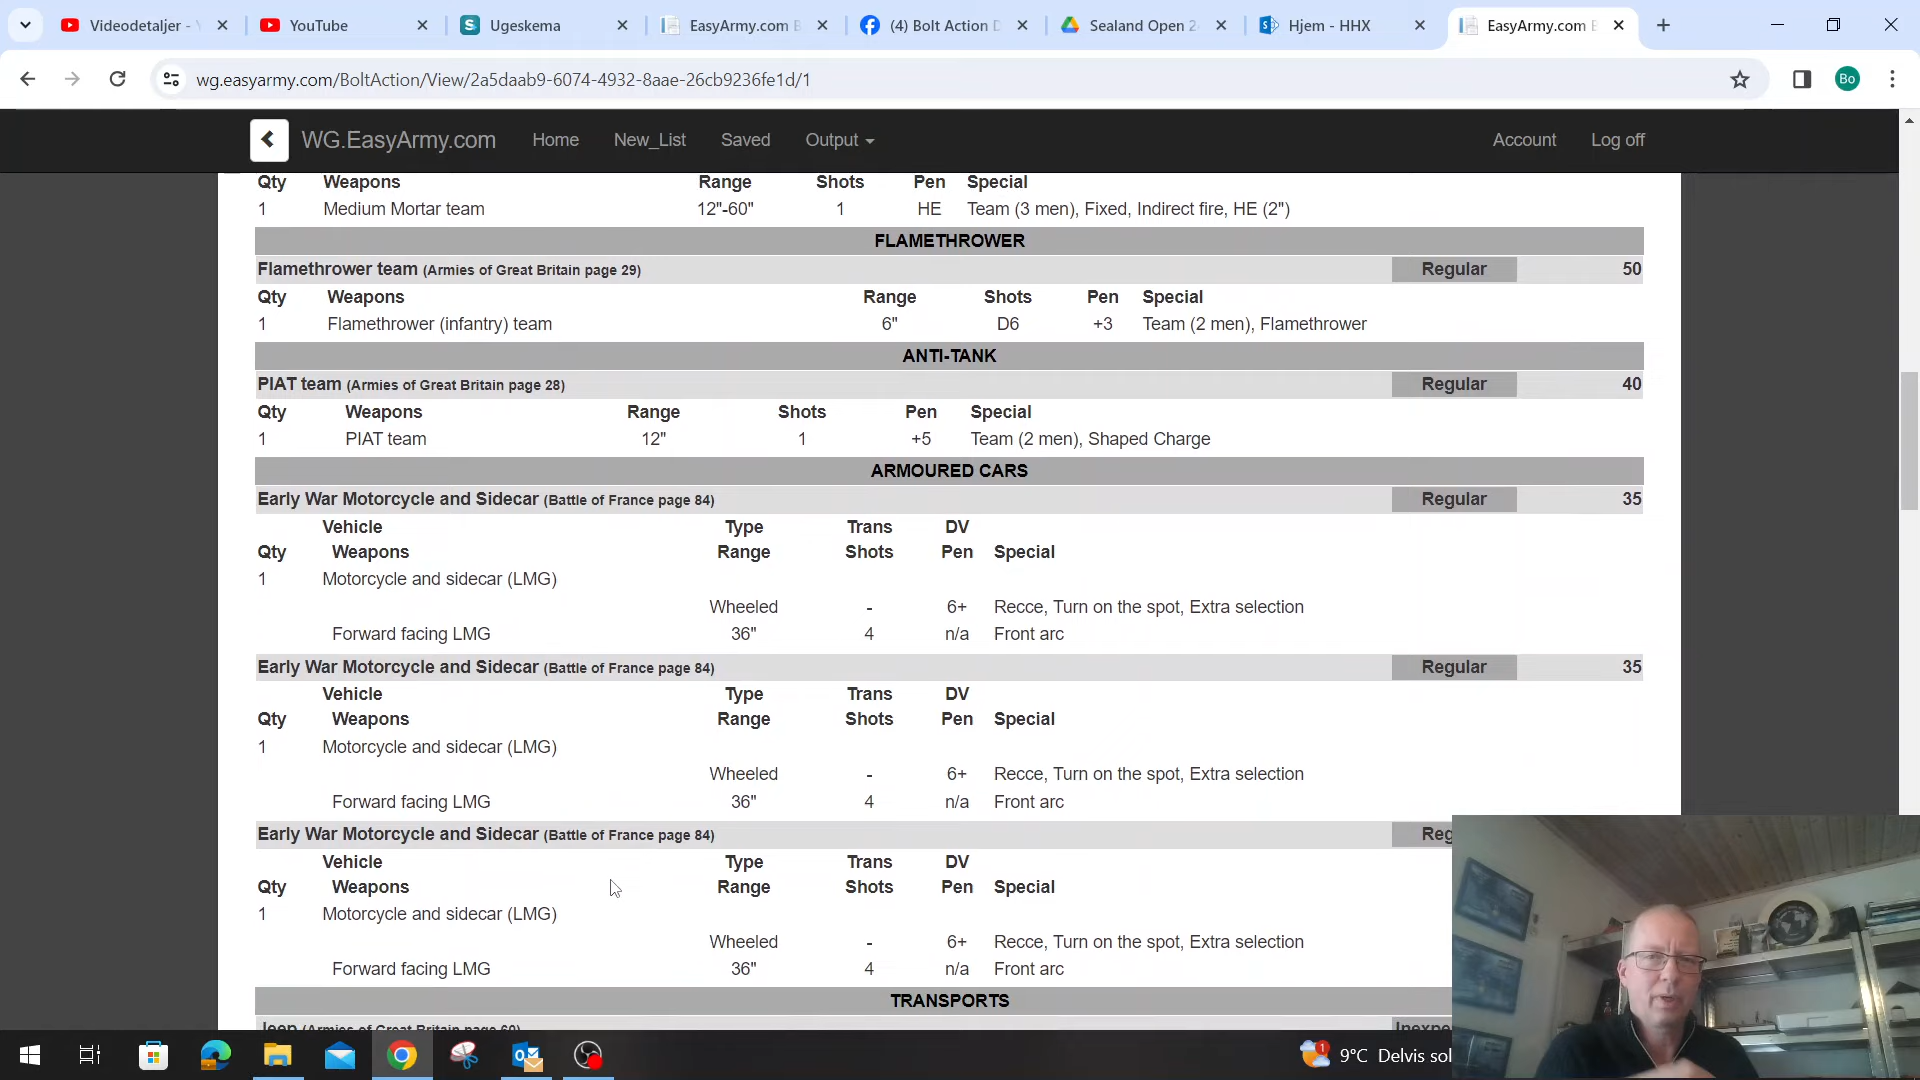 Videodetaljer - Y
YouTube
Ugeskema
EasyArmy.com B
(4) Bolt Action D
Sealand Open 24
Hjem - HHX
EasyArmy.com B
wg.easyarmy.com/BoltAction/View/2a5daab9-6074-4932-8aae-26cb9236fe1d/1
Bo
WG.EasyArmy.com Home New_List Saved Output Account Log off
Qty Weapons Range Shots Pen Special
1 Medium Mortar team 12"-60" 1 HE Team (3 men), Fixed, Indirect fire, HE (2")
FLAMETHROWER
Flamethrower team (Armies of Great Britain page 29) Regular 50
Qty Weapons Range Shots Pen Special
1 Flamethrower (infantry) team 6" D6 +3 Team (2 men), Flamethrower
ANTI-TANK
PIAT team (Armies of Great Britain page 28) Regular 40
Qty Weapons Range Shots Pen Special
1 PIAT team 12" 1 +5 Team (2 men), Shaped Charge
ARMOURED CARS
Early War Motorcycle and Sidecar (Battle of France page 84) Regular 35
Vehicle Type Trans DV
Qty Weapons Range Shots Pen Special
1 Motorcycle and sidecar (LMG)
Wheeled - 6+ Recce, Turn on the spot, Extra selection
Forward facing LMG 36" 4 n/a Front arc
Early War Motorcycle and Sidecar (Battle of France page 84) Regular 35
Vehicle Type Trans DV
Qty Weapons Range Shots Pen Special
1 Motorcycle and sidecar (LMG)
Wheeled - 6+ Recce, Turn on the spot, Extra selection
Forward facing LMG 36" 4 n/a Front arc
Early War Motorcycle and Sidecar (Battle of France page 84) Reg
Vehicle Type Trans DV
Qty Weapons Range Shots Pen Special
1 Motorcycle and sidecar (LMG)
Wheeled - 6+ Recce, Turn on the spot, Extra selection
Forward facing LMG 36" 4 n/a Front arc
TRANSPORTS
Jeep (Armies of Great Britain page 60) Inexpe
1 9°C Delvis sol